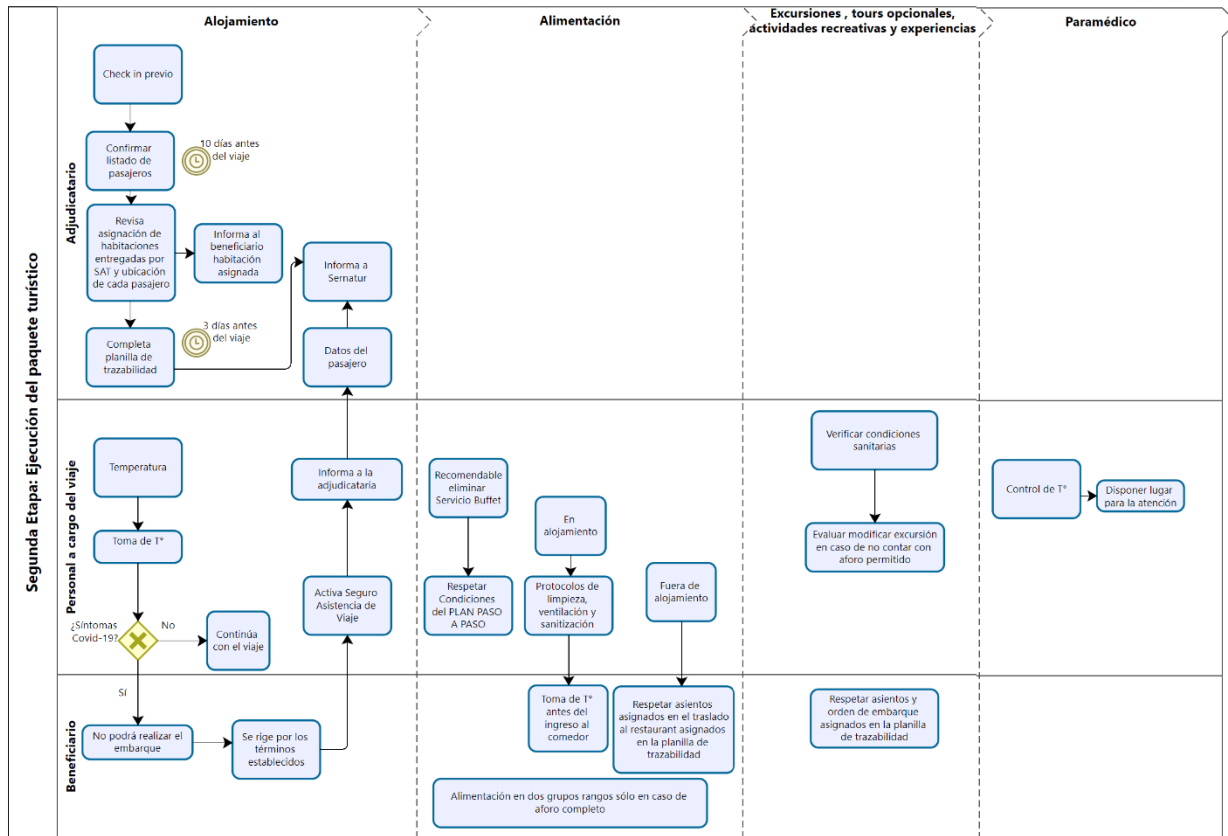 Alojamiento
Alimentación
Excursiones , tours opcionales,
actividades recreativas y experiencias
Paramédico
Segunda Etapa: Ejecución del paquete turístico
Adjudicatario
Check in previo
Confirmar
listado de
pasajeros
10 días antes
del viaje
Revisa
asignación de
habitaciones
entregadas por
SAT y ubicación
de cada pasajero
Informa al
beneficiario
habitación
asignada
Informa a
Sernatur
Completa
planilla de
trazabilidad
3 días antes
del viaje
Datos del
pasajero
Personal a cargo del viaje
Temperatura
Toma de T°
¿Síntomas
Covid-19?
No
Continúa
con el viaje
Sí
Informa a la
adjudicataria
Activa Seguro
Asistencia de
Viaje
Recomendable
eliminar
Servicio Buffet
Respetar
Condiciones
del PLAN PASO
A PASO
En
alojamiento
Protocolos de
limpieza,
ventilación y
sanitización
Fuera de
alojamiento
Verificar condiciones
sanitarias
Evaluar modificar excursión
en caso de no contar con
aforo permitido
Control de T°
Disponer lugar
para la atención
Beneficiario
No podrá realizar el
embarque
Se rige por los
términos
establecidos
Toma de T°
antes del
ingreso al
comedor
Respetar asientos
asignados en el traslado
al restaurant asignados
en la planilla de
trazabilidad
Alimentación en dos grupos rangos sólo en caso de
aforo completo
Respetar asientos y
orden de embarque
asignados en la planilla
de trazabilidad